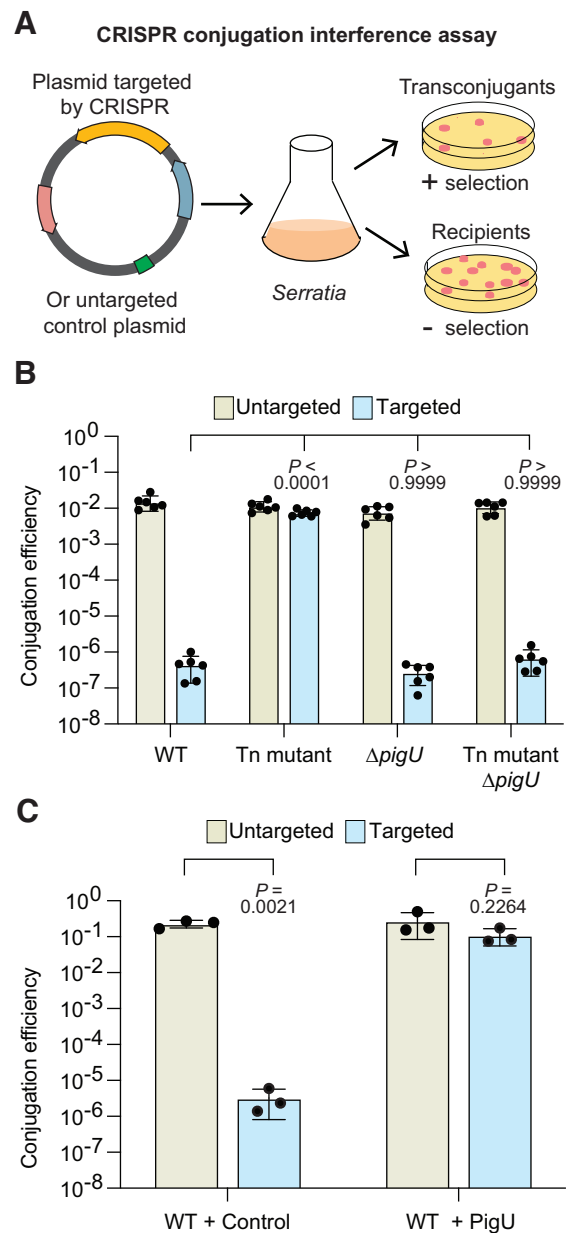 A
CRISPR conjugation interference assay
Plasmid targeted
by CRISPR
Or untargeted
control plasmid
Serratia
Transconjugants
+ selection
Recipients
- selection
B
Untargeted
Targeted
Conjugation efficiency
10^0
10^-1
10^-2
10^-3
10^-4
10^-5
10^-6
10^-7
10^-8
P <
0.0001
P >
0.9999
P >
0.9999
WT
Tn mutant
ΔpigU
Tn mutant
ΔpigU
C
Untargeted
Targeted
Conjugation efficiency
10^0
10^-1
10^-2
10^-3
10^-4
10^-5
10^-6
10^-7
10^-8
P =
0.0021
P =
0.2264
WT + Control
WT + PigU